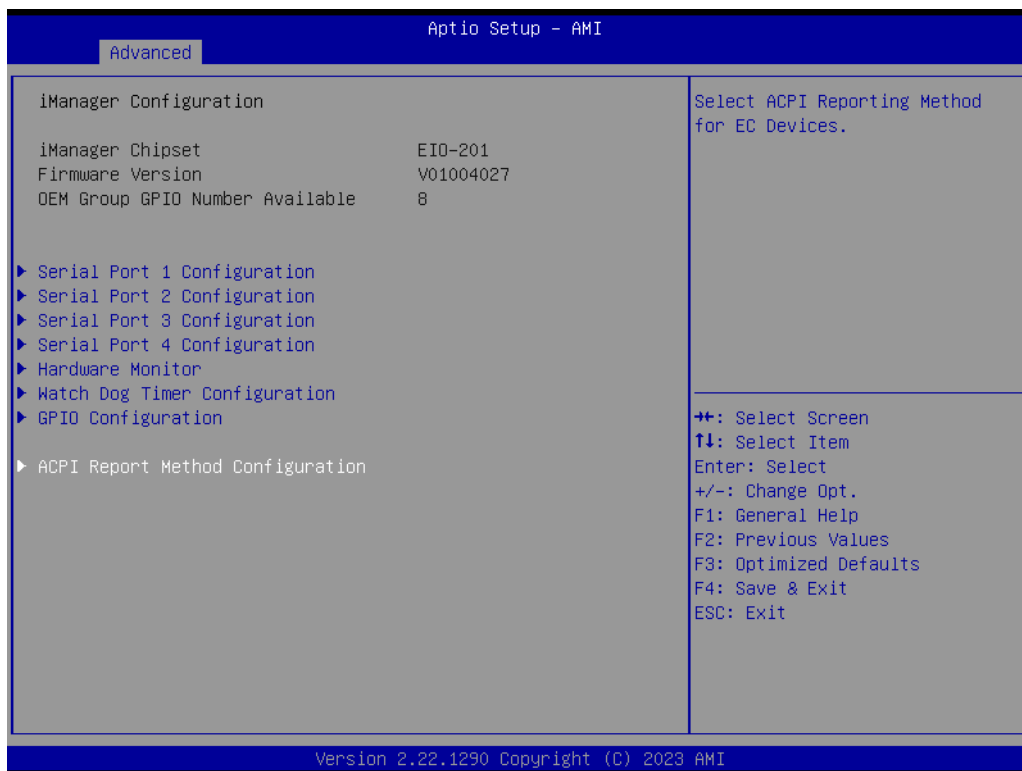 Aptio Setup – AMI
Advanced
iManager Configuration
iManager Chipset EIO-201
Firmware Version V01004027
OEM Group GPIO Number Available 8
Serial Port 1 Configuration
Serial Port 2 Configuration
Serial Port 3 Configuration
Serial Port 4 Configuration
Hardware Monitor
Watch Dog Timer Configuration
GPIO Configuration
ACPI Report Method Configuration
Select ACPI Reporting Method
for EC Devices.
→←: Select Screen
↑↓: Select Item
Enter: Select
+/-: Change Opt.
F1: General Help
F2: Previous Values
F3: Optimized Defaults
F4: Save & Exit
ESC: Exit
Version 2.22.1290 Copyright (C) 2023 AMI